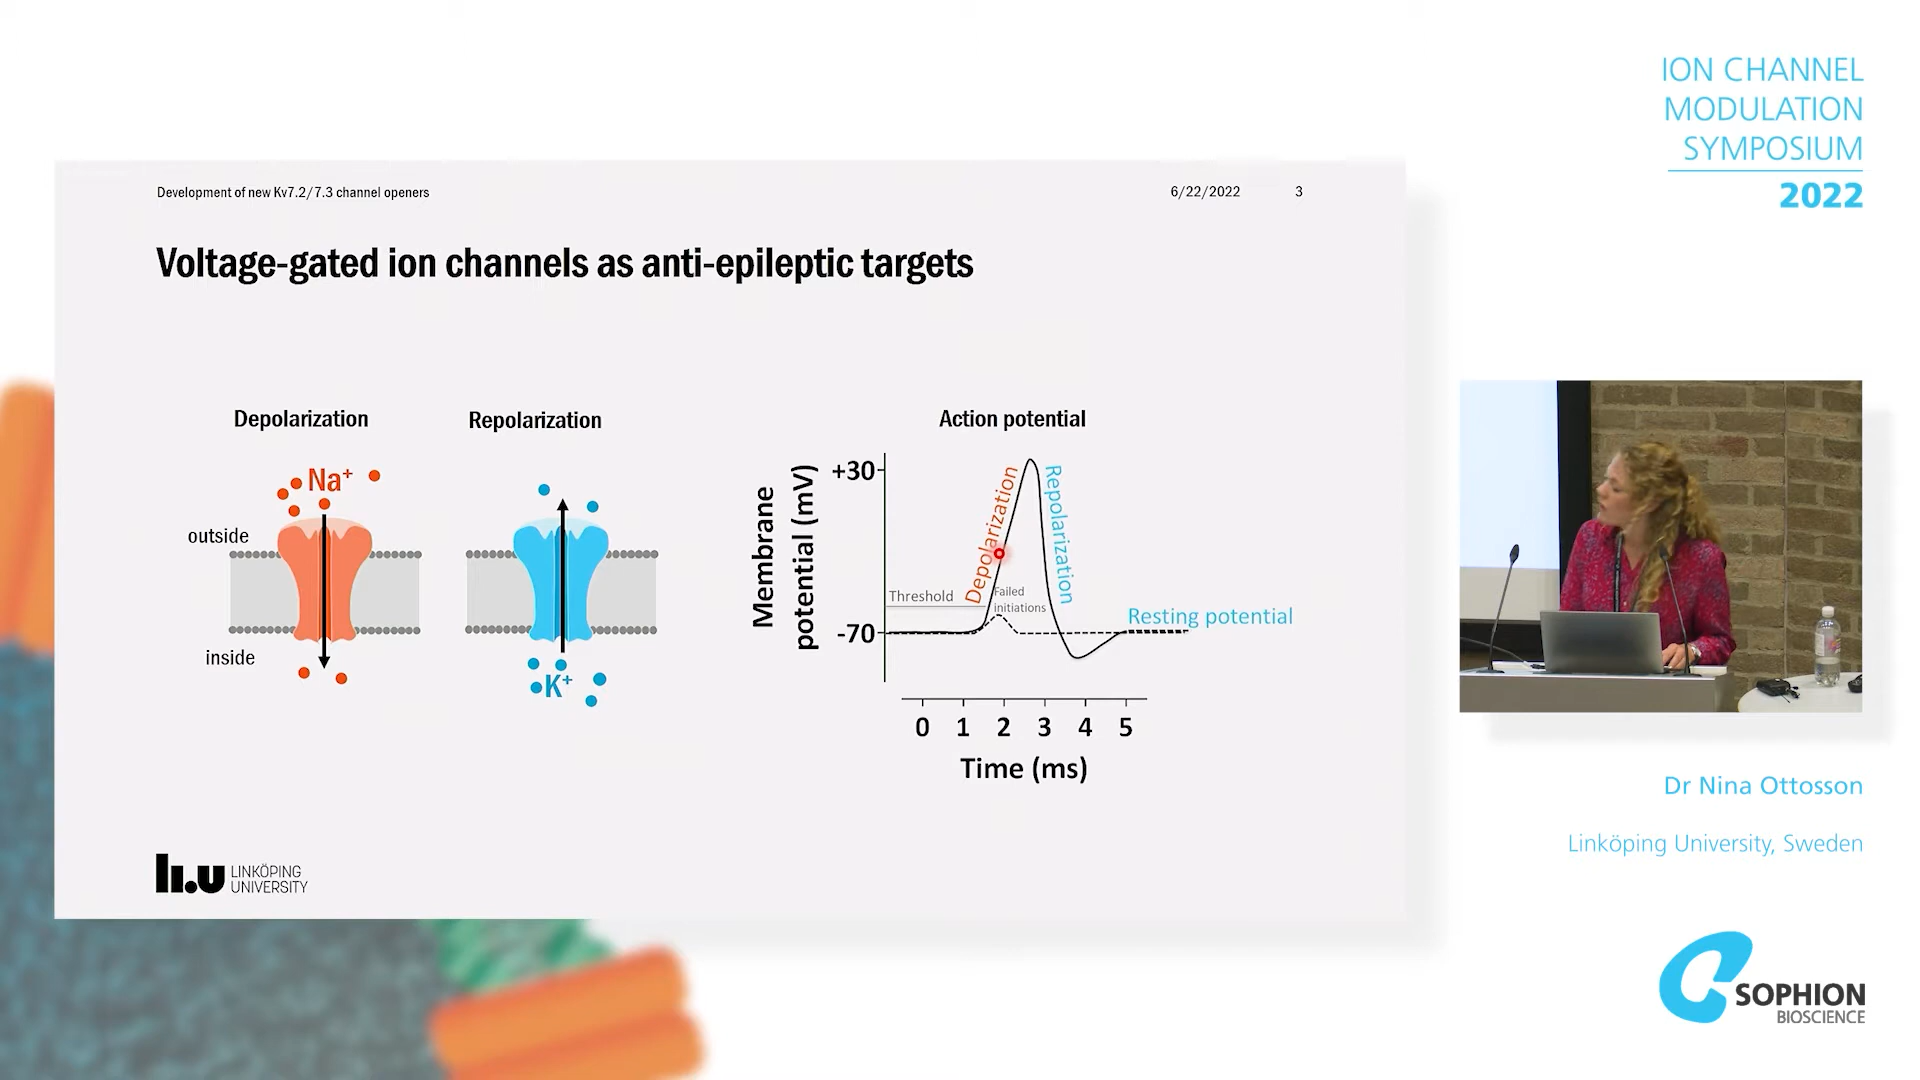 ION CHANNEL
MODULATION
SYMPOSIUM
2022
Development of new Kv7.2/7.3 channel openers
6/22/2022
3
Voltage-gated ion channels as anti-epileptic targets
Depolarization
Repolarization
Action potential
Na+
outside
inside
K+
Membrane
potential (mV)
+30
-70
Threshold
Depolarization
Failed
initiations
Repolarization
Resting potential
0 1 2 3 4 5
Time (ms)
li.u LINKÖPING
UNIVERSITY
Dr Nina Ottosson
Linköping University, Sweden
SOPHION
BIOSCIENCE